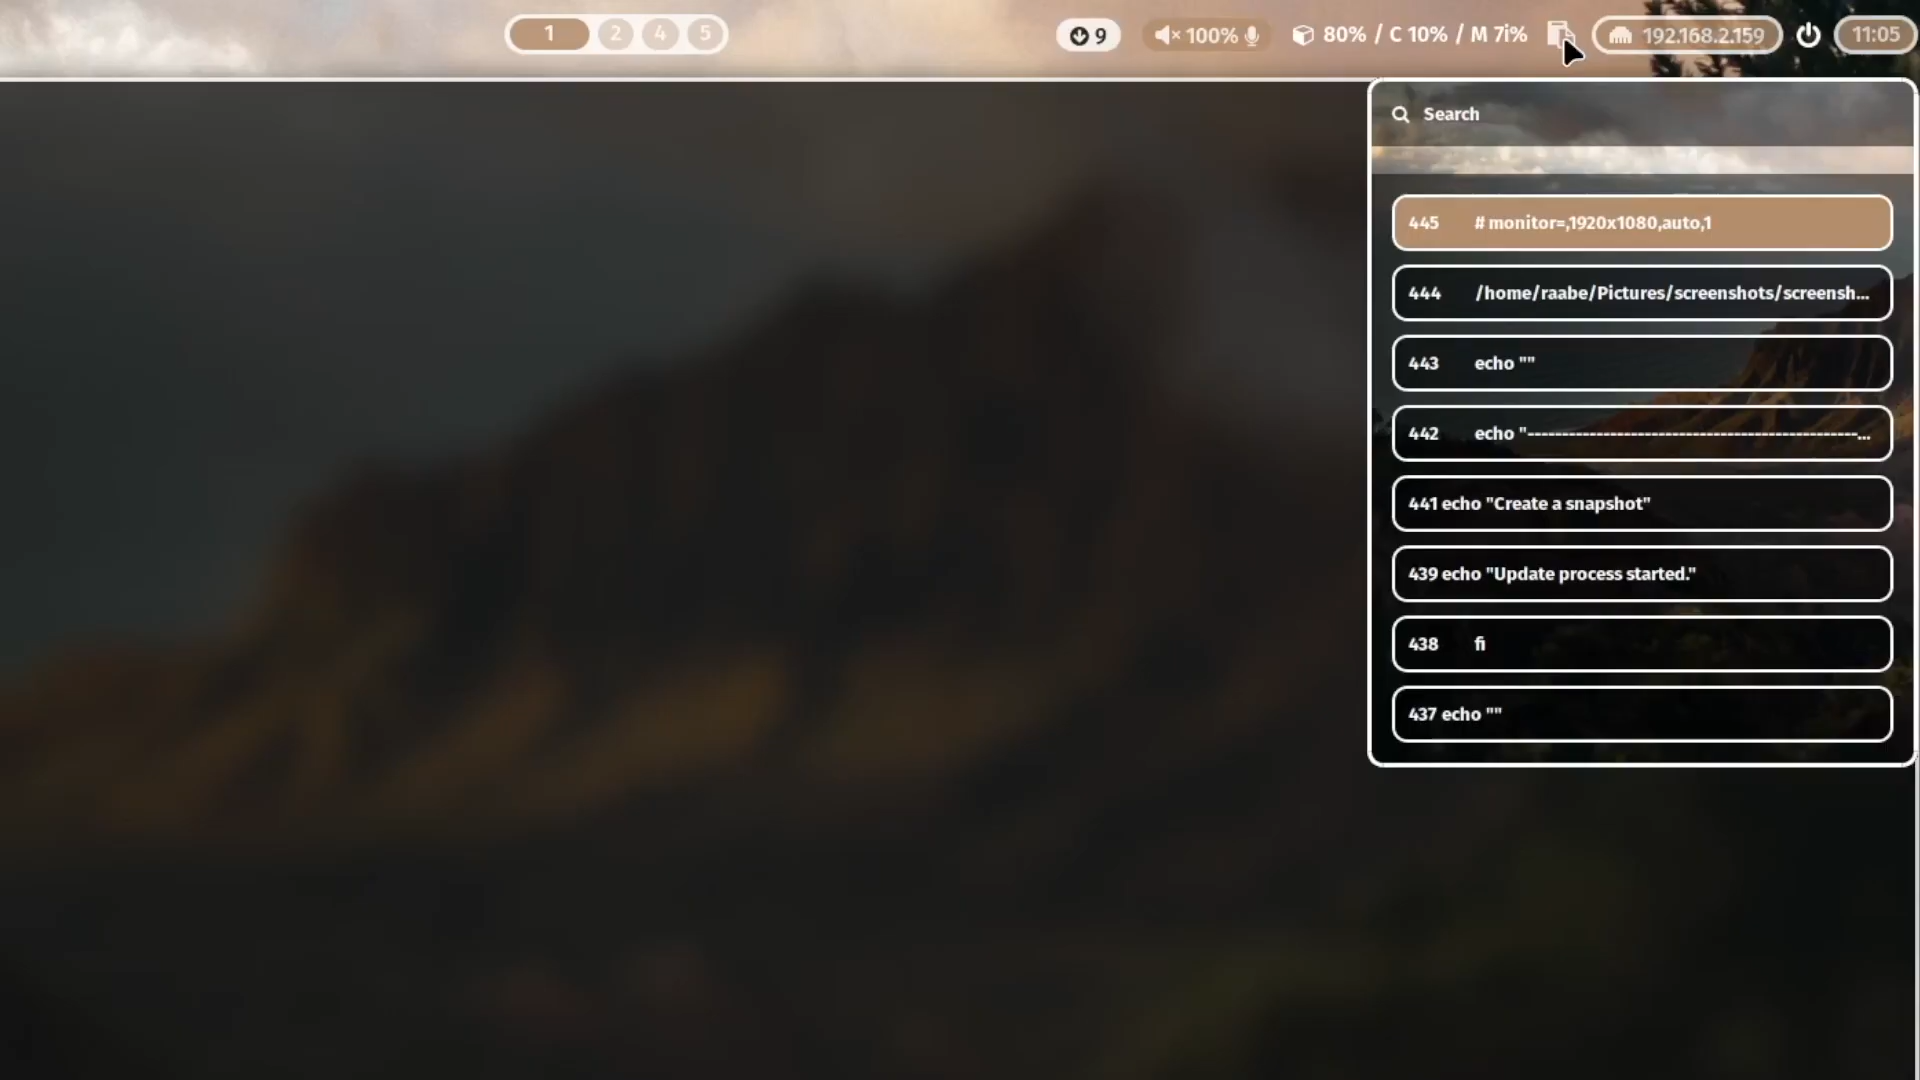 1 2 4 5
9 100% 80% / C 10% / M 7i% 192.168.2.159 11:05
Search
445 # monitor=,1920x1080,auto,1
444 /home/raabe/Pictures/screenshots/screensh...
443 echo ""
442 echo "------------------------------------------------...
441 echo "Create a snapshot"
439 echo "Update process started."
438 fi
437 echo ""